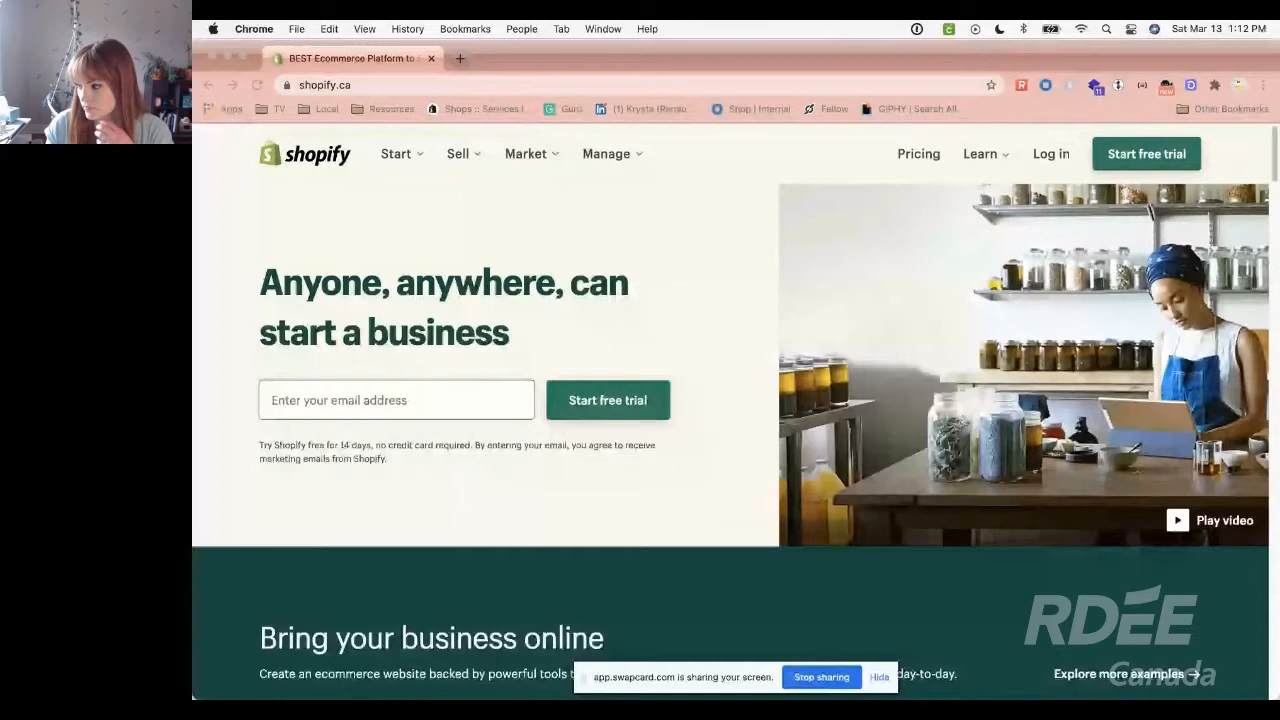 Chrome File Edit View History Bookmarks People Tab Window Help Sat Mar 13 1:12 PM
BEST Ecommerce Platform to
shopify.ca
Apps TV Local Resources Shops :: Services Guru (1) Krysta (Renau Shop | Internal Fellow GIPHY | Search All Other Bookmarks
shopify Start Sell Market Manage Pricing Learn Log in Start free trial
Anyone, anywhere, can
start a business
Enter your email address Start free trial
Try Shopify free for 14 days, no credit card required. By entering your email, you agree to receive
marketing emails from Shopify.
Play video
RDÉE
Canada
Bring your business online
Create an ecommerce website backed by powerful tools day-to-day.
Explore more examples →
app.swapcard.com is sharing your screen. Stop sharing Hide